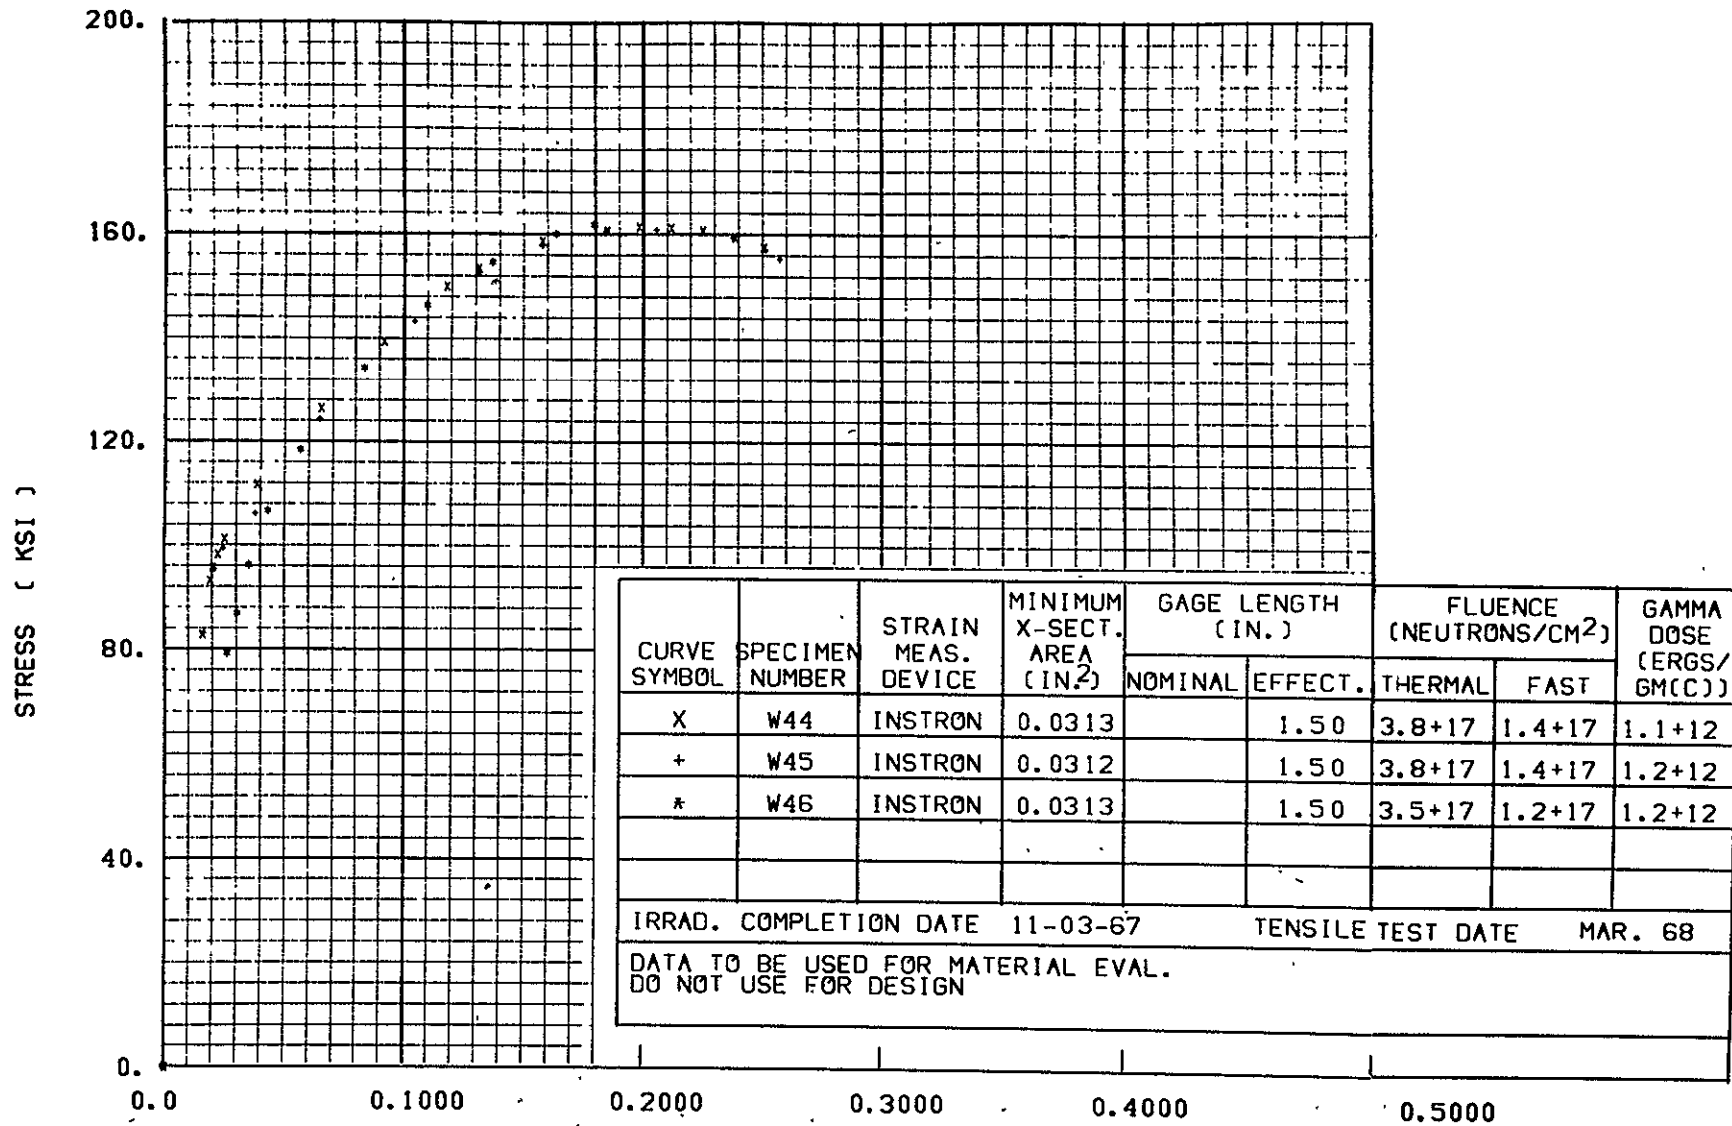 200.
160.
120.
80.
40.
0.
STRESS ( KSI )
0.0 0.1000 0.2000 0.3000 0.4000 0.5000
CURVE SYMBOL SPECIMEN NUMBER STRAIN MEAS. DEVICE MINIMUM X-SECT. AREA (IN.2) GAGE LENGTH (IN.) FLUENCE (NEUTRONS/CM2) GAMMA DOSE (ERGS/ GM(C))
NOMINAL EFFECT. THERMAL FAST
X W44 INSTRON 0.0313 1.50 3.8+17 1.4+17 1.1+12
+ W45 INSTRON 0.0312 1.50 3.8+17 1.4+17 1.2+12
* W46 INSTRON 0.0313 1.50 3.5+17 1.2+17 1.2+12
IRRAD. COMPLETION DATE 11-03-67 TENSILE TEST DATE MAR. 68
DATA TO BE USED FOR MATERIAL EVAL.
DO NOT USE FOR DESIGN